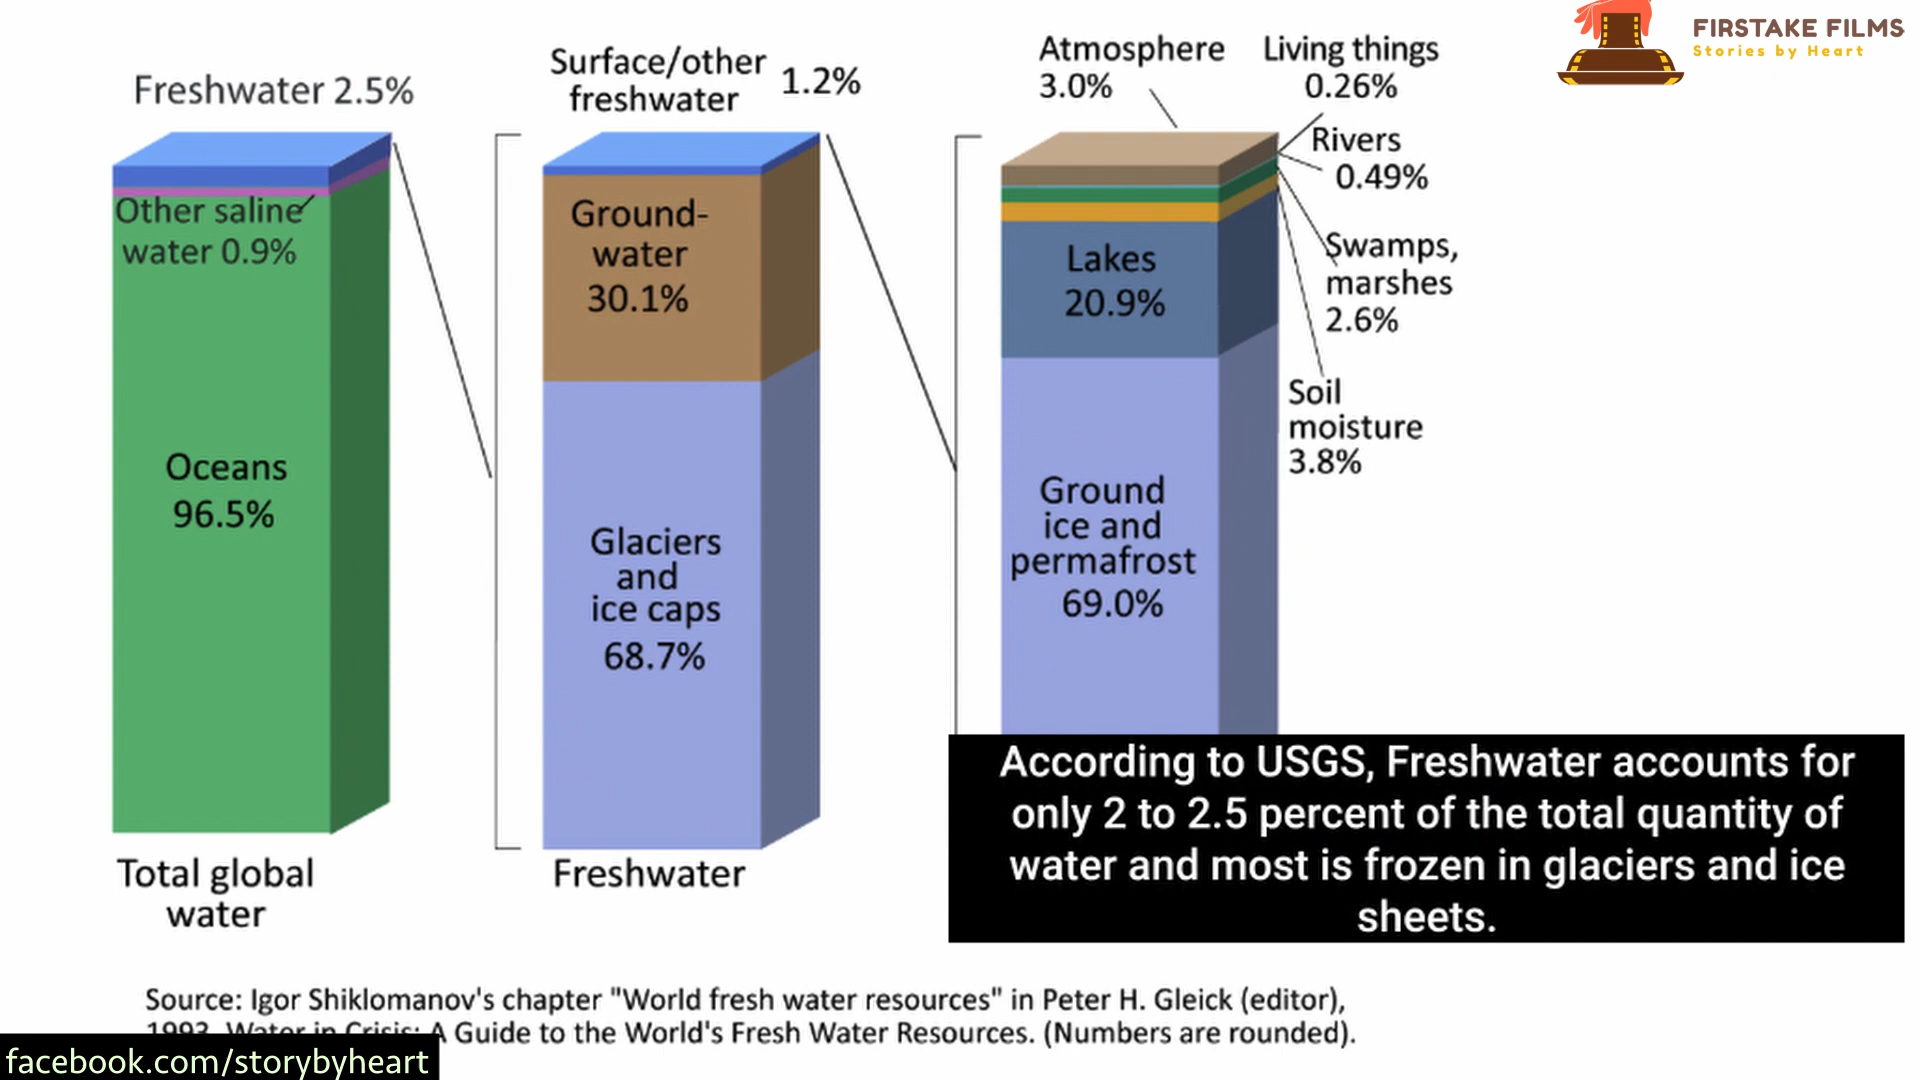 FIRSTAKE FILMS
Stories by Heart
Freshwater 2.5%
Other saline
water 0.9%
Oceans
96.5%
Total global
water
Surface/other
freshwater
1.2%
Ground-
water
30.1%
Glaciers
and
ice caps
68.7%
Freshwater
Atmosphere
3.0%
Living things
0.26%
Rivers
0.49%
Swamps,
marshes
2.6%
Soil
moisture
3.8%
Lakes
20.9%
Ground
ice and
permafrost
69.0%
According to USGS, Freshwater accounts for
only 2 to 2.5 percent of the total quantity of
water and most is frozen in glaciers and ice
sheets.
Source: Igor Shiklomanov's chapter "World fresh water resources" in Peter H. Gleick (editor),
1993, Water in Crisis: A Guide to the World's Fresh Water Resources. (Numbers are rounded).
facebook.com/storybyheart